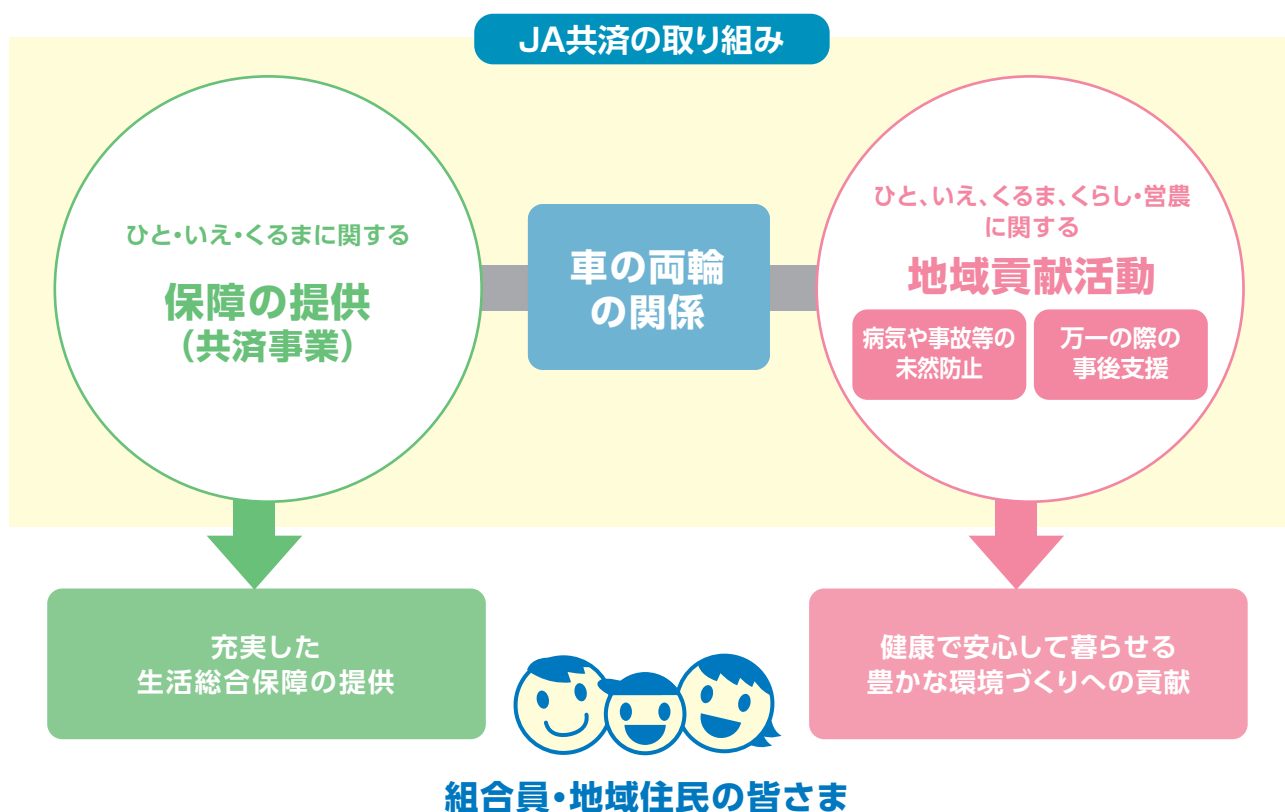 JA共済の取り組み
ひと・いえ・くるまに関する
保障の提供
（共済事業）
車の両輪
の関係
ひと、いえ、くるま、くらし・営農
に関する
地域貢献活動
病気や事故等の
未然防止
万一の際の
事後支援
充実した
生活総合保障の提供
健康で安心して暮らせる
豊かな環境づくりへの貢献
組合員・地域住民の皆さま